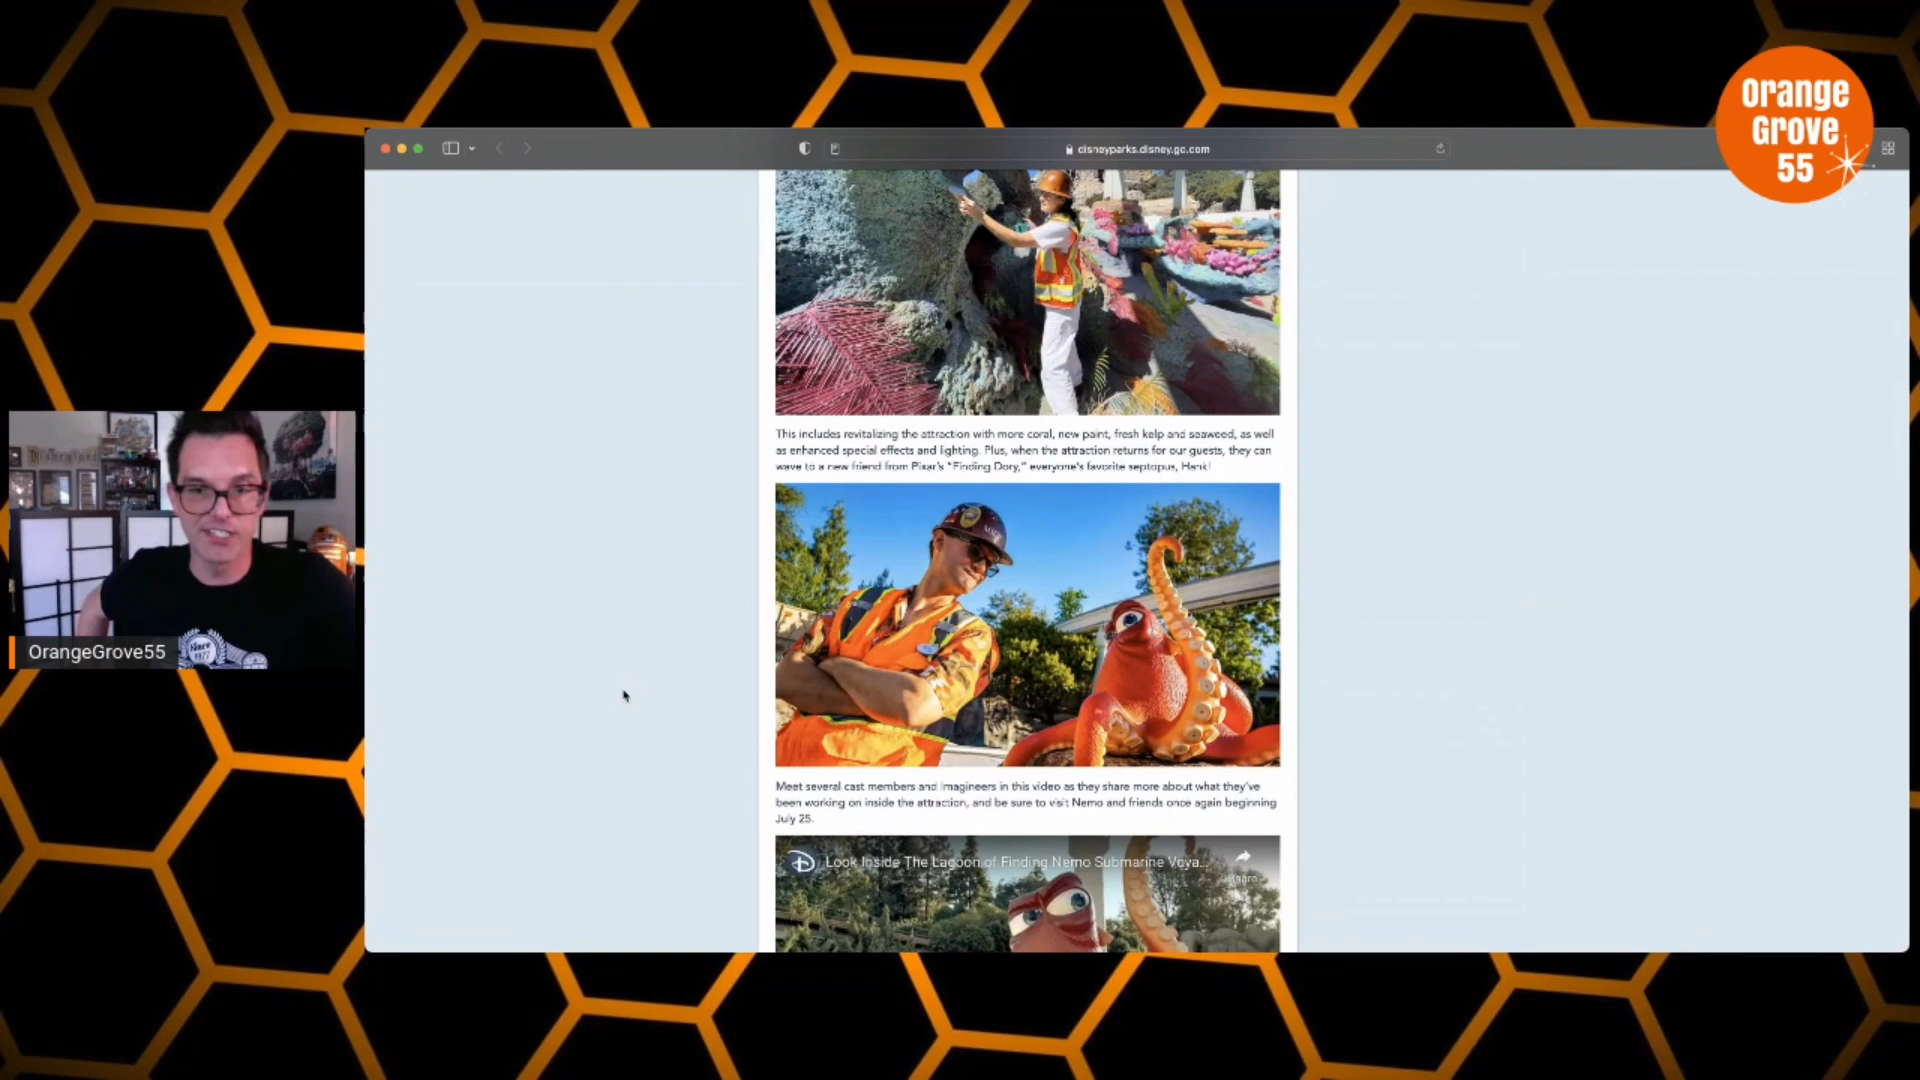 Orange
Grove
55
disneyparks.disney.go.com
This includes revitalizing the attraction with more coral, new paint, fresh kelp and seaweed, as well
as enhanced special effects and lighting. Plus, when the attraction returns for our guests, they can
wave to a new friend from Pixar's "Finding Dory," everyone's favorite septopus, Hank!
Disneyland
Since
1977
OrangeGrove55
Meet several cast members and Imagineers in this video as they share more about what they've
been working on inside the attraction, and be sure to visit Nemo and friends once again beginning
July 25.
Look Inside The Lagoon of Finding Nemo Submarine Voya...
Share